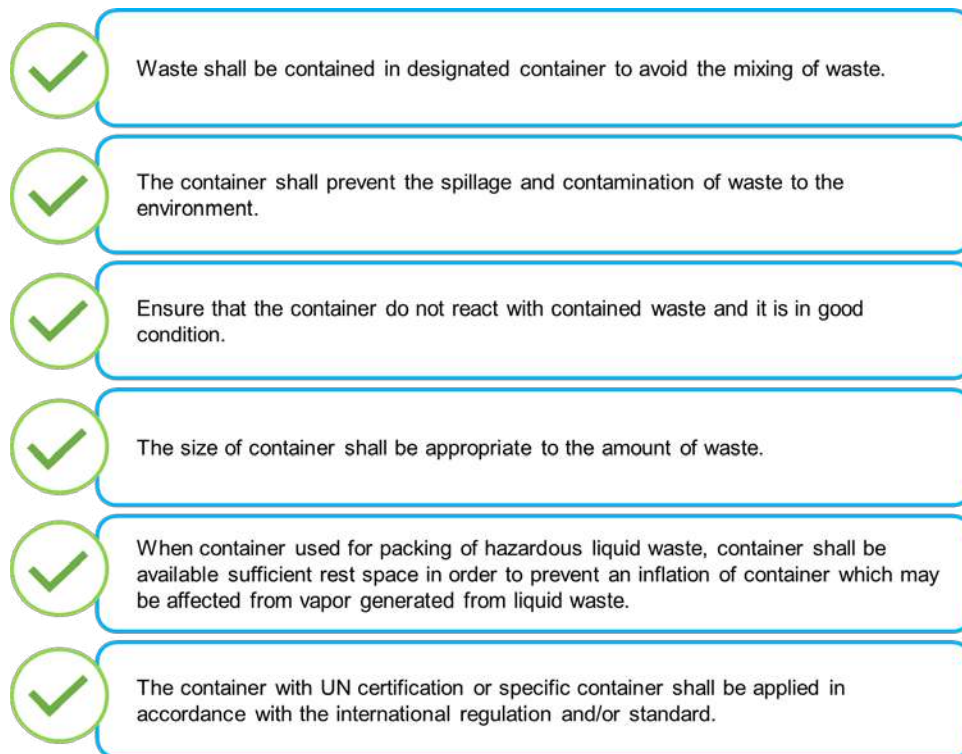 Waste shall be contained in designated container to avoid the mixing of waste.
The container shall prevent the spillage and contamination of waste to the
environment.
Ensure that the container do not react with contained waste and it is in good
condition.
The size of container shall be appropriate to the amount of waste.
When container used for packing of hazardous liquid waste, container shall be
available sufficient rest space in order to prevent an inflation of container which may
be affected from vapor generated from liquid waste.
The container with UN certification or specific container shall be applied in
accordance with the international regulation and/or standard.